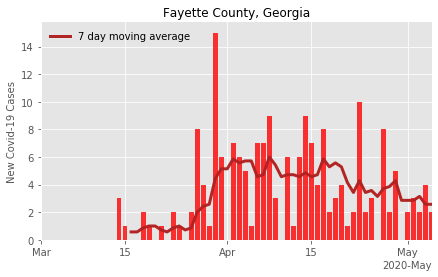 Fayette County, Georgia
7 day moving average
New Covid-19 Cases
14
12
10
8
6
4
2
0
Mar
15
Apr
15
May
2020-May